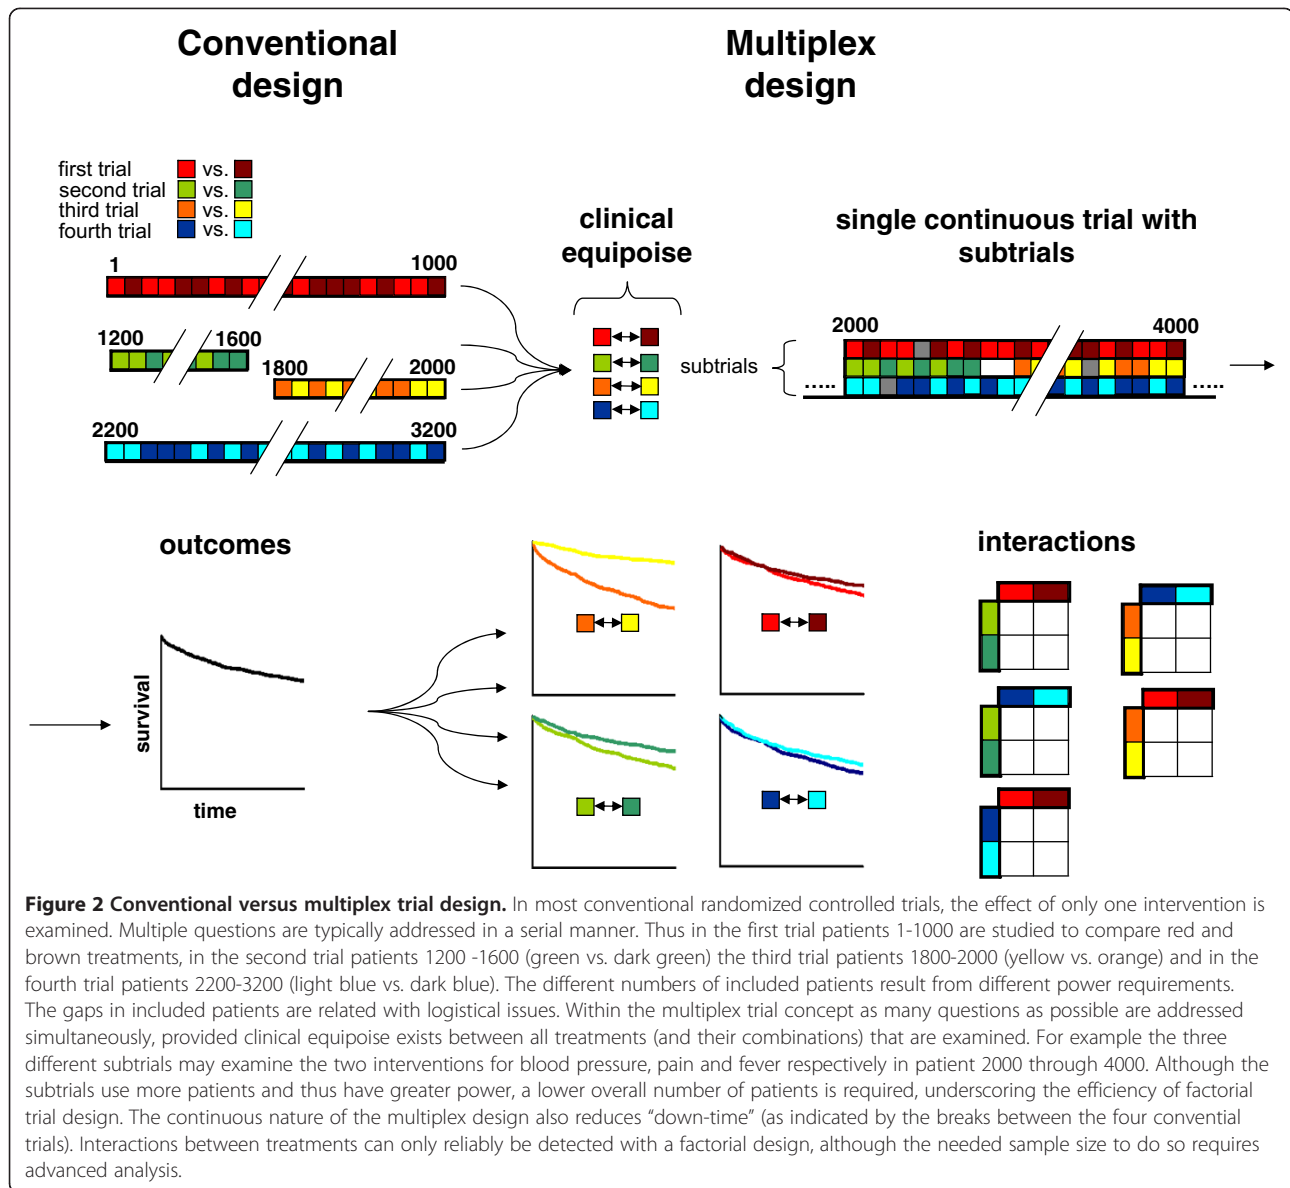 Conventional
design
Multiplex
design
first trial vs.
second trial vs.
third trial vs.
fourth trial vs.
1 1000
1200 1600
1800 2000
2200 3200
clinical
equipoise
subtrials
single continuous trial with
subtrials
2000 4000
..... .....
outcomes
survival
time
interactions
Figure 2 Conventional versus multiplex trial design. In most conventional randomized controlled trials, the effect of only one intervention is
examined. Multiple questions are typically addressed in a serial manner. Thus in the first trial patients 1-1000 are studied to compare red and
brown treatments, in the second trial patients 1200 -1600 (green vs. dark green) the third trial patients 1800-2000 (yellow vs. orange) and in the
fourth trial patients 2200-3200 (light blue vs. dark blue). The different numbers of included patients result from different power requirements.
The gaps in included patients are related with logistical issues. Within the multiplex trial concept as many questions as possible are addressed
simultaneously, provided clinical equipoise exists between all treatments (and their combinations) that are examined. For example the three
different subtrials may examine the two interventions for blood pressure, pain and fever respectively in patient 2000 through 4000. Although the
subtrials use more patients and thus have greater power, a lower overall number of patients is required, underscoring the efficiency of factorial
trial design. The continuous nature of the multiplex design also reduces “down-time” (as indicated by the breaks between the four convential
trials). Interactions between treatments can only reliably be detected with a factorial design, although the needed sample size to do so requires
advanced analysis.